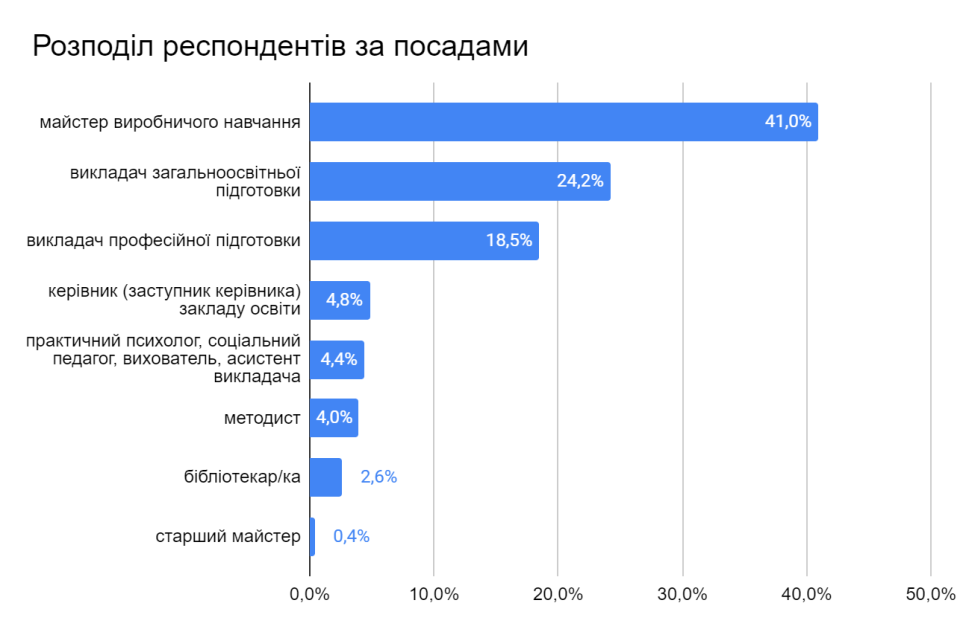 Розподіл респондентів за посадами
майстер виробничого навчання
41,0%
викладач загальноосвітньої
підготовки
24,2%
викладач професійної підготовки
18,5%
керівник (заступник керівника)
закладу освіти
4,8%
практичний психолог, соціальний
педагог, вихователь, асистент
викладача
4,4%
методист
4,0%
бібліотекар/ка
2,6%
старший майстер
0,4%
0,0%
10,0%
20,0%
30,0%
40,0%
50,0%